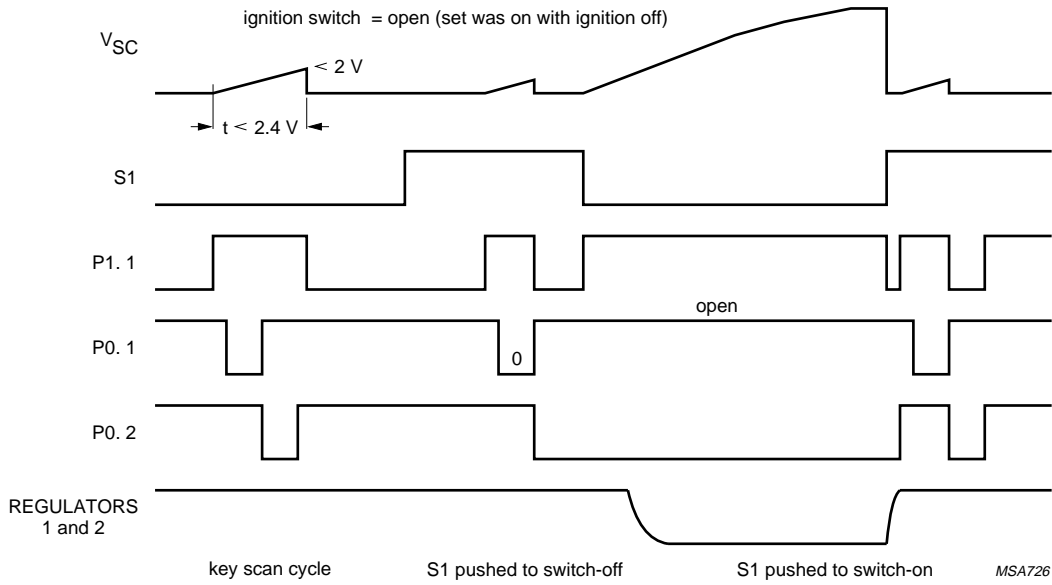 ignition switch = open (set was on with ignition off)
VSC
< 2 V
t < 2.4 V
S1
P1. 1
open
P0. 1
0
P0. 2
REGULATORS
1 and 2
key scan cycle
S1 pushed to switch-off
S1 pushed to switch-on
MSA726